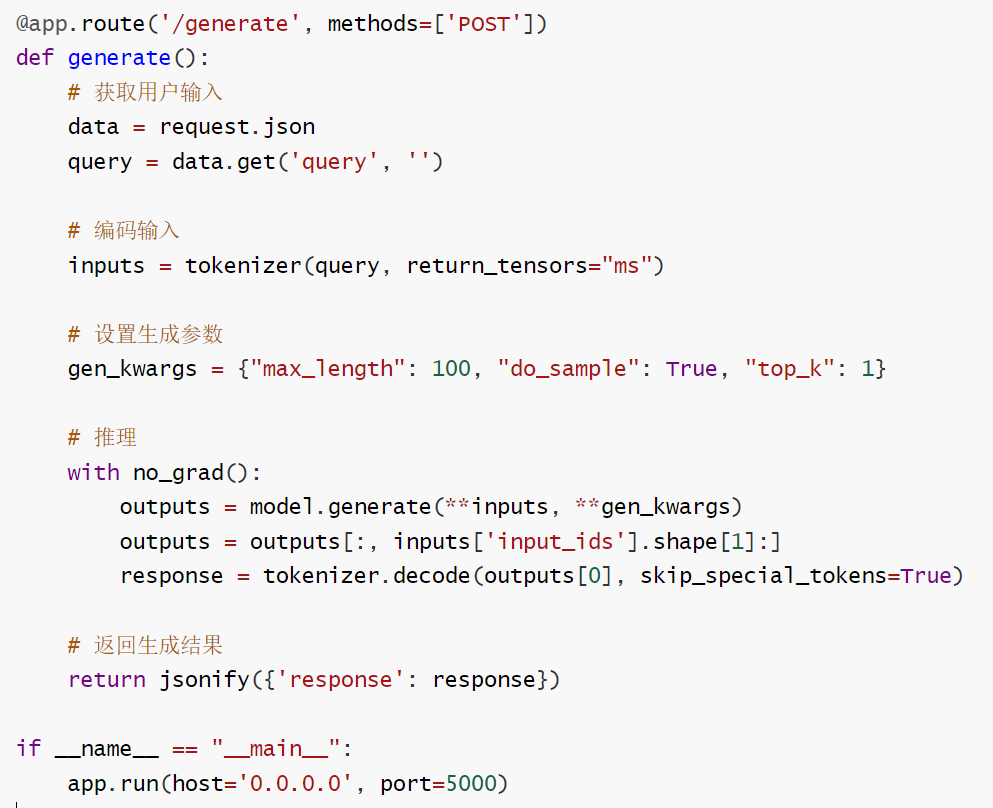 @app.route('/generate', methods=['POST'])
def generate():
    # 获取用户输入
    data = request.json
    query = data.get('query', '')

    # 编码输入
    inputs = tokenizer(query, return_tensors="ms")

    # 设置生成参数
    gen_kwargs = {"max_length": 100, "do_sample": True, "top_k": 1}

    # 推理
    with no_grad():
        outputs = model.generate(**inputs, **gen_kwargs)
        outputs = outputs[:, inputs['input_ids'].shape[1]:]
        response = tokenizer.decode(outputs[0], skip_special_tokens=True)

    # 返回生成结果
    return jsonify({'response': response})

if __name__ == "__main__":
    app.run(host='0.0.0.0', port=5000)